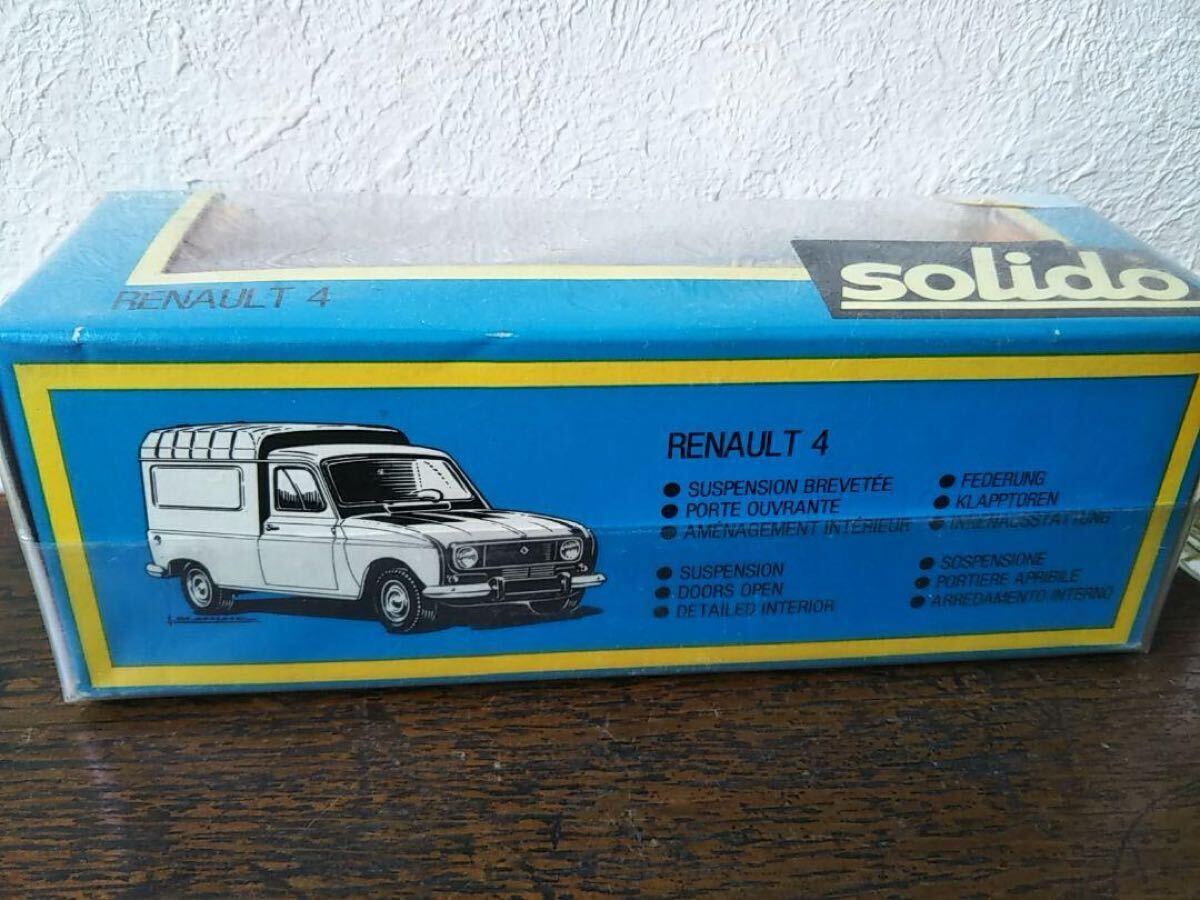 RENAULT 4
solido
RENAULT 4
● SUSPENSION BREVETÉE
● PORTE OUVRANTE
● AMÉNAGEMENT INTÉRIEUR
● FEDERUNG
● KLAPPTOREN
● INNENAUSSTATTUNG
● SUSPENSION
● DOORS OPEN
● DETAILED INTERIOR
● SOSPENSIONE
● PORTIERE APRIBILE
● ARREDAMENTO INTERNO